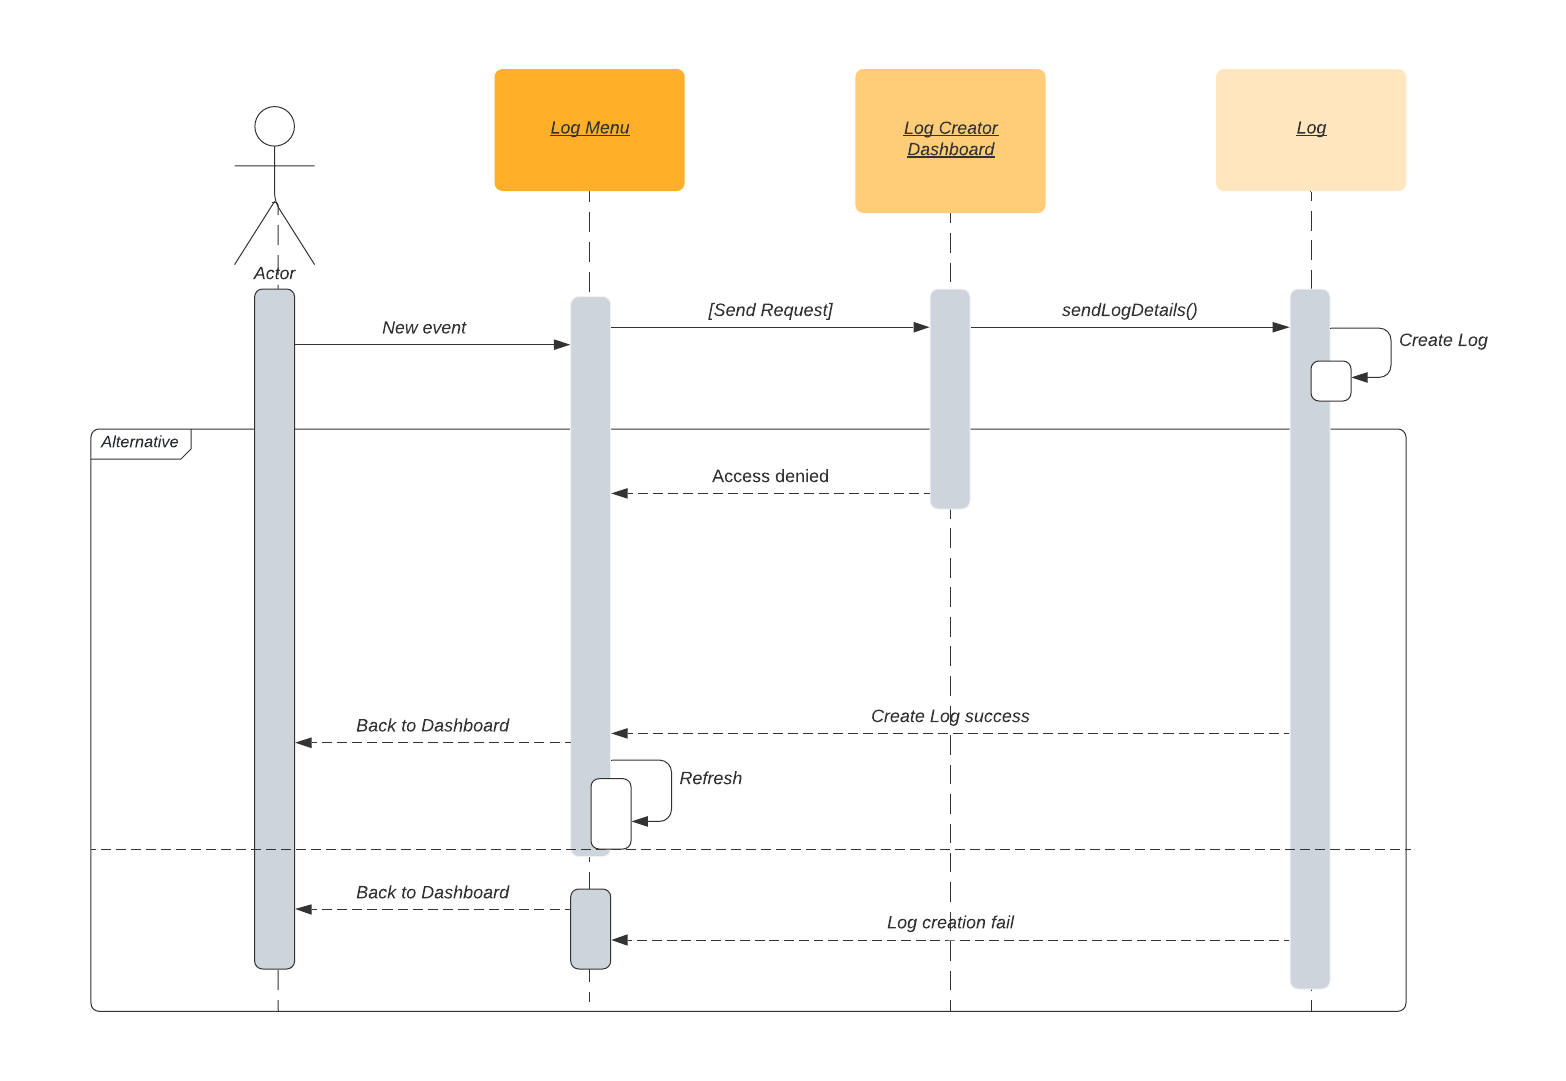 Log Menu
Log Creator
Dashboard
Log
Actor
[Send Request]
sendLogDetails()
New event
Create Log
Alternative
Access denied
Create Log success
Back to Dashboard
Refresh
Back to Dashboard
Log creation fail